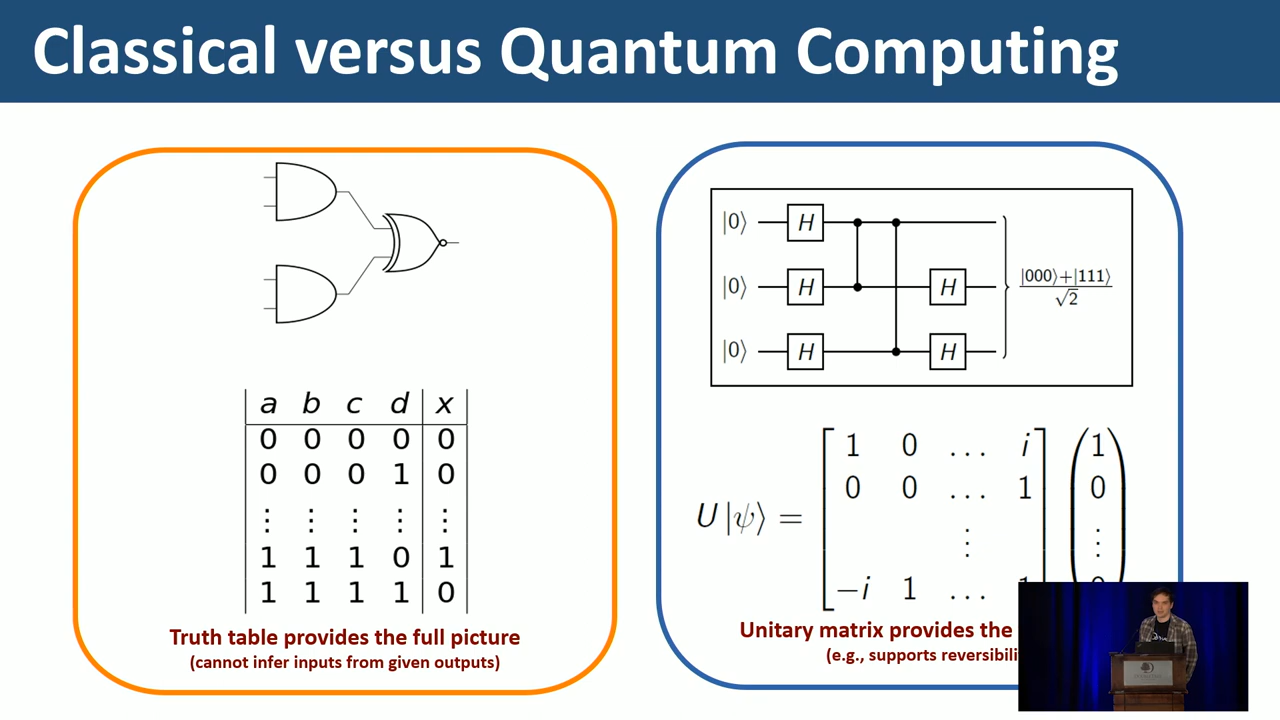 Classical versus Quantum Computing
a b c d x
0 0 0 0 0
0 0 0 1 0
⋮ ⋮ ⋮ ⋮ ⋮
1 1 1 0 1
1 1 1 1 0
Truth table provides the full picture
(cannot infer inputs from given outputs)
|0⟩ H
|0⟩ H H
|0⟩ H H
|000⟩+|111⟩
√2
U|ψ⟩ =
1 0 ... i 1
0 0 ... 1 0
⋮ ⋮
−i 1 ...
Unitary matrix provides the
(e.g., supports